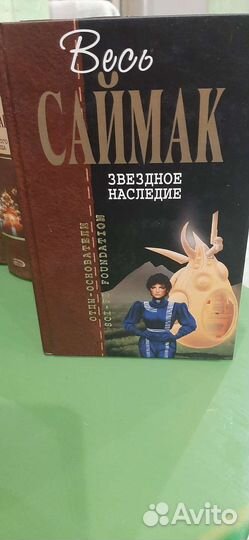 Весь
САЙМАК
ЗВЕЗДНОЕ
НАСЛЕДИЕ
ОТЦЫ-ОСНОВАТЕЛИ
SCI-FI FOUNDATION
Avito